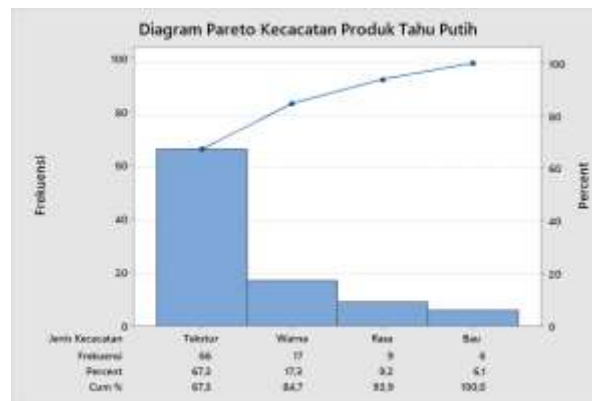 Diagram Pareto Kecacatan Produk Tahu Putih
100
80
60
40
20
0
Frekuensi
100
80
60
40
20
0
Percent
Jenis Kecacatan Tekstur Warna Rasa Bau
Frekuensi 66 17 9 6
Percent 67,3 17,3 9,2 6,1
Cum % 67,3 84,7 93,9 100,0